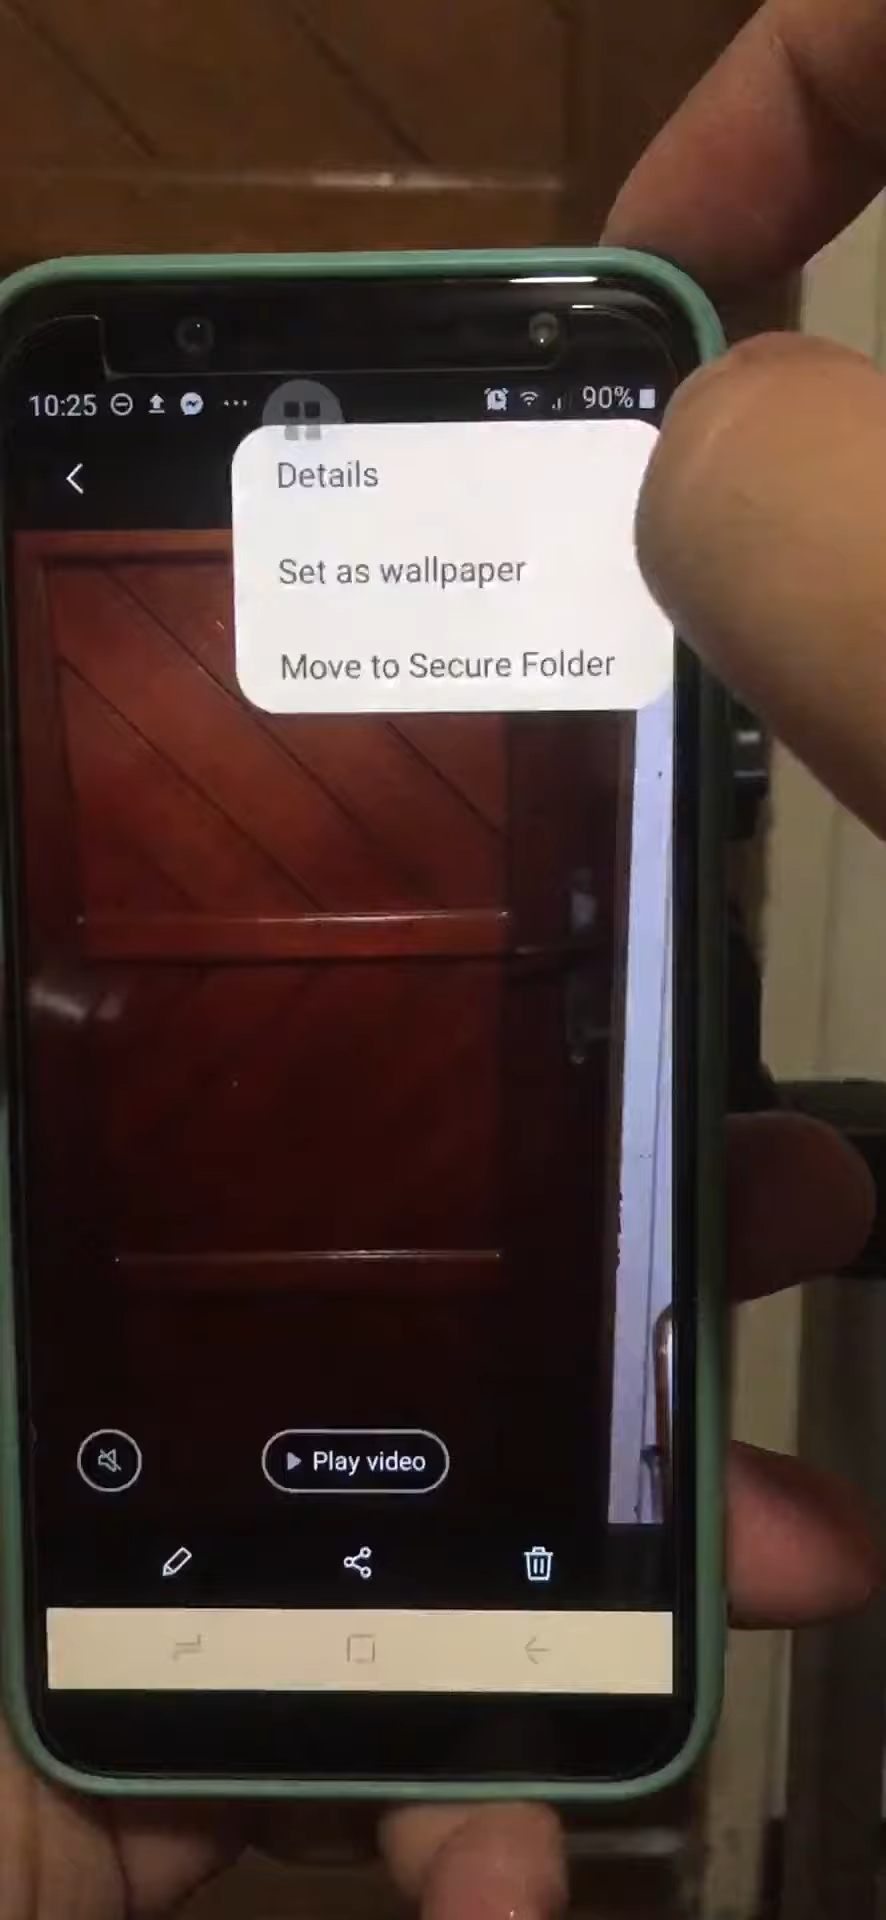 10:25 90%
Details
Set as wallpaper
Move to Secure Folder
Play video